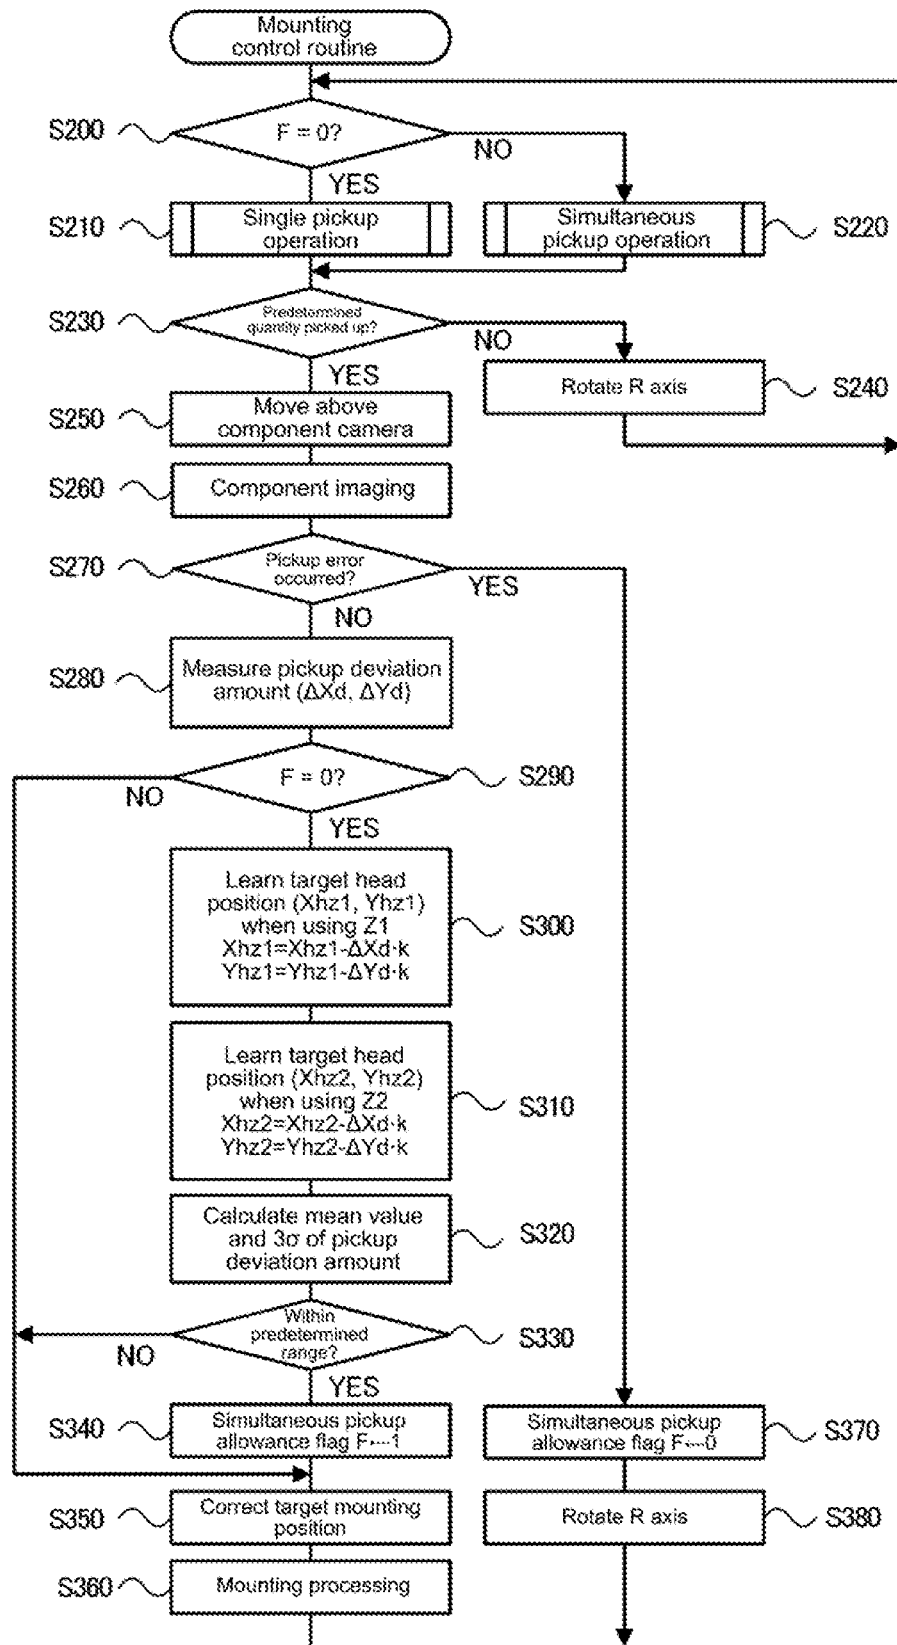 Mounting
control routine
S200
F = 0?
NO
YES
S210
Single pickup
operation
Simultaneous
pickup operation
S220
S230
Predetermined
quantity picked up?
NO
YES
S250
Move above
component camera
Rotate R axis
S240
S260
Component imaging
S270
Pickup error
occurred?
YES
NO
S280
Measure pickup deviation
amount (ΔXd, ΔYd)
F = 0?
S290
NO
YES
Learn target head
position (Xhz1, Yhz1)
when using Z1
Xhz1=Xhz1-ΔXd·k
Yhz1=Yhz1-ΔYd·k
S300
Learn target head
position (Xhz2, Yhz2)
when using Z2
Xhz2=Xhz2-ΔXd·k
Yhz2=Yhz2-ΔYd·k
S310
Calculate mean value
and 3σ of pickup
deviation amount
S320
Within
predetermined
range?
S330
NO
YES
S340
Simultaneous pickup
allowance flag F←1
Simultaneous pickup
allowance flag F←0
S370
S350
Correct target mounting
position
Rotate R axis
S380
S360
Mounting processing